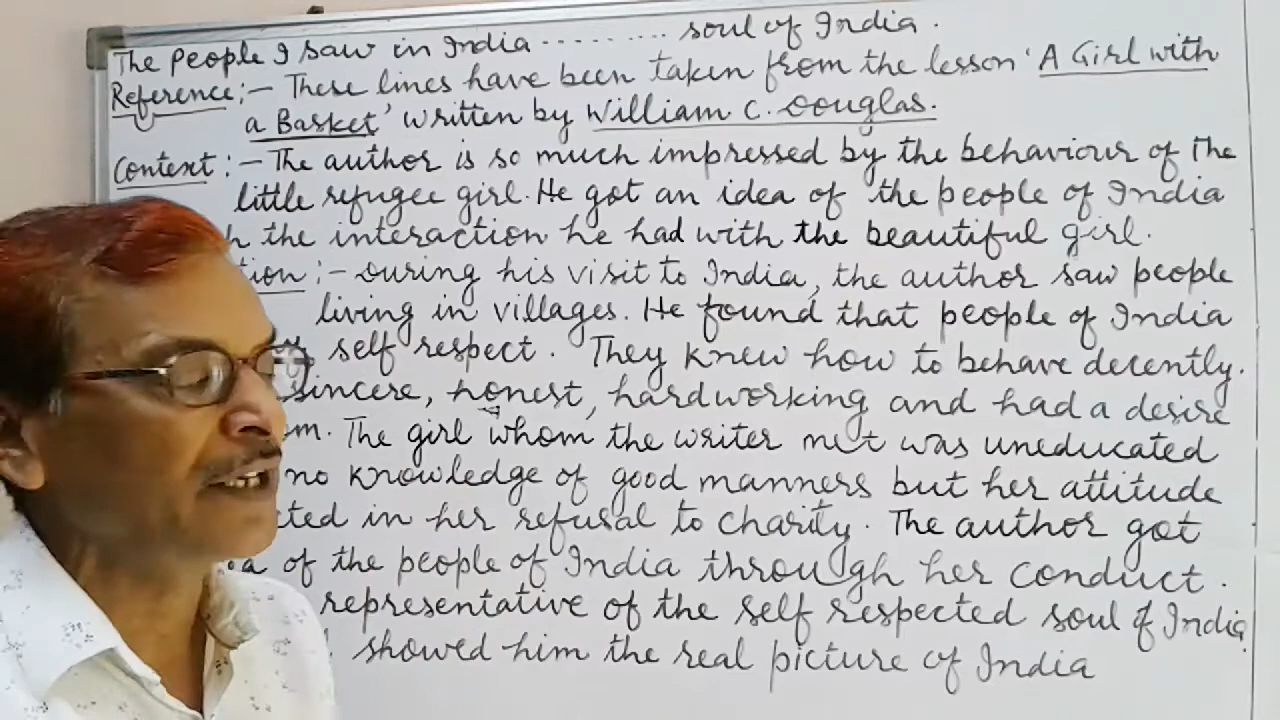 The People I saw in India .......... soul of India.
Reference :- These lines have been taken from the lesson 'A Girl with
a Basket' written by William C. Douglas.
Context :- The author is so much impressed by the behaviour of the
little refugee girl. He got an idea of the people of India
h the interaction he had with the beautiful girl.
tion :- During his visit to India, the author saw people
living in villages. He found that people of India
self respect. They knew how to behave decently.
sincere, honest, hardworking and had a desire
m. The girl whom the writer met was uneducated
no knowledge of good manners but her attitude
cted in her refusal to charity. The author got
ea of the people of India through her conduct.
representative of the self respected soul of India.
showed him the real picture of India